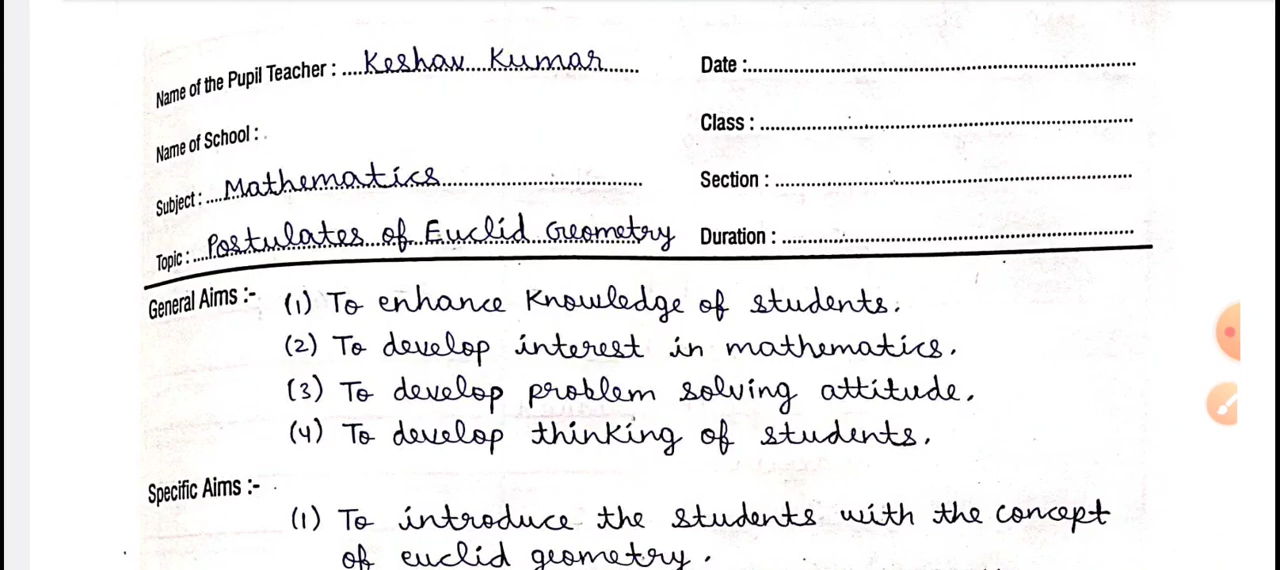 Name of the Pupil Teacher : Keshav Kumar
Date :
Name of School :
Class :
Subject : Mathematics
Section :
Topic : Postulates of Euclid Geometry
Duration :
General Aims :- (1) To enhance Knowledge of students.
(2) To develop interest in mathematics.
(3) To develop problem solving attitude.
(4) To develop thinking of students.
Specific Aims :-
(1) To introduce the students with the concept
of euclid geometry.